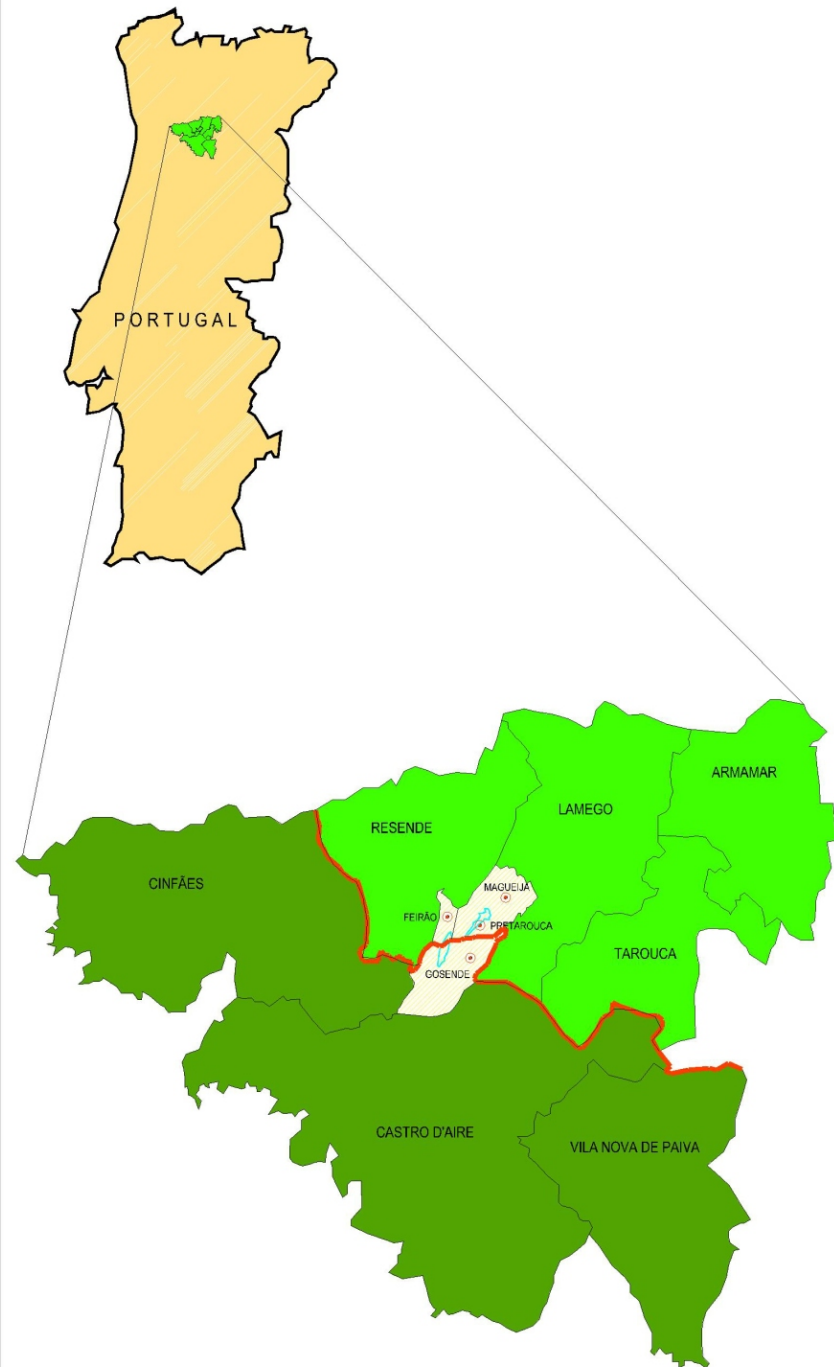 PORTUGAL
ARMAMAR
LAMEGO
RESENDE
CINFÃES
MAGUEIJA
FEIRÃO
PRETAROUCA
TAROUCA
GOSENDE
CASTRO D'AIRE
VILA NOVA DE PAIVA